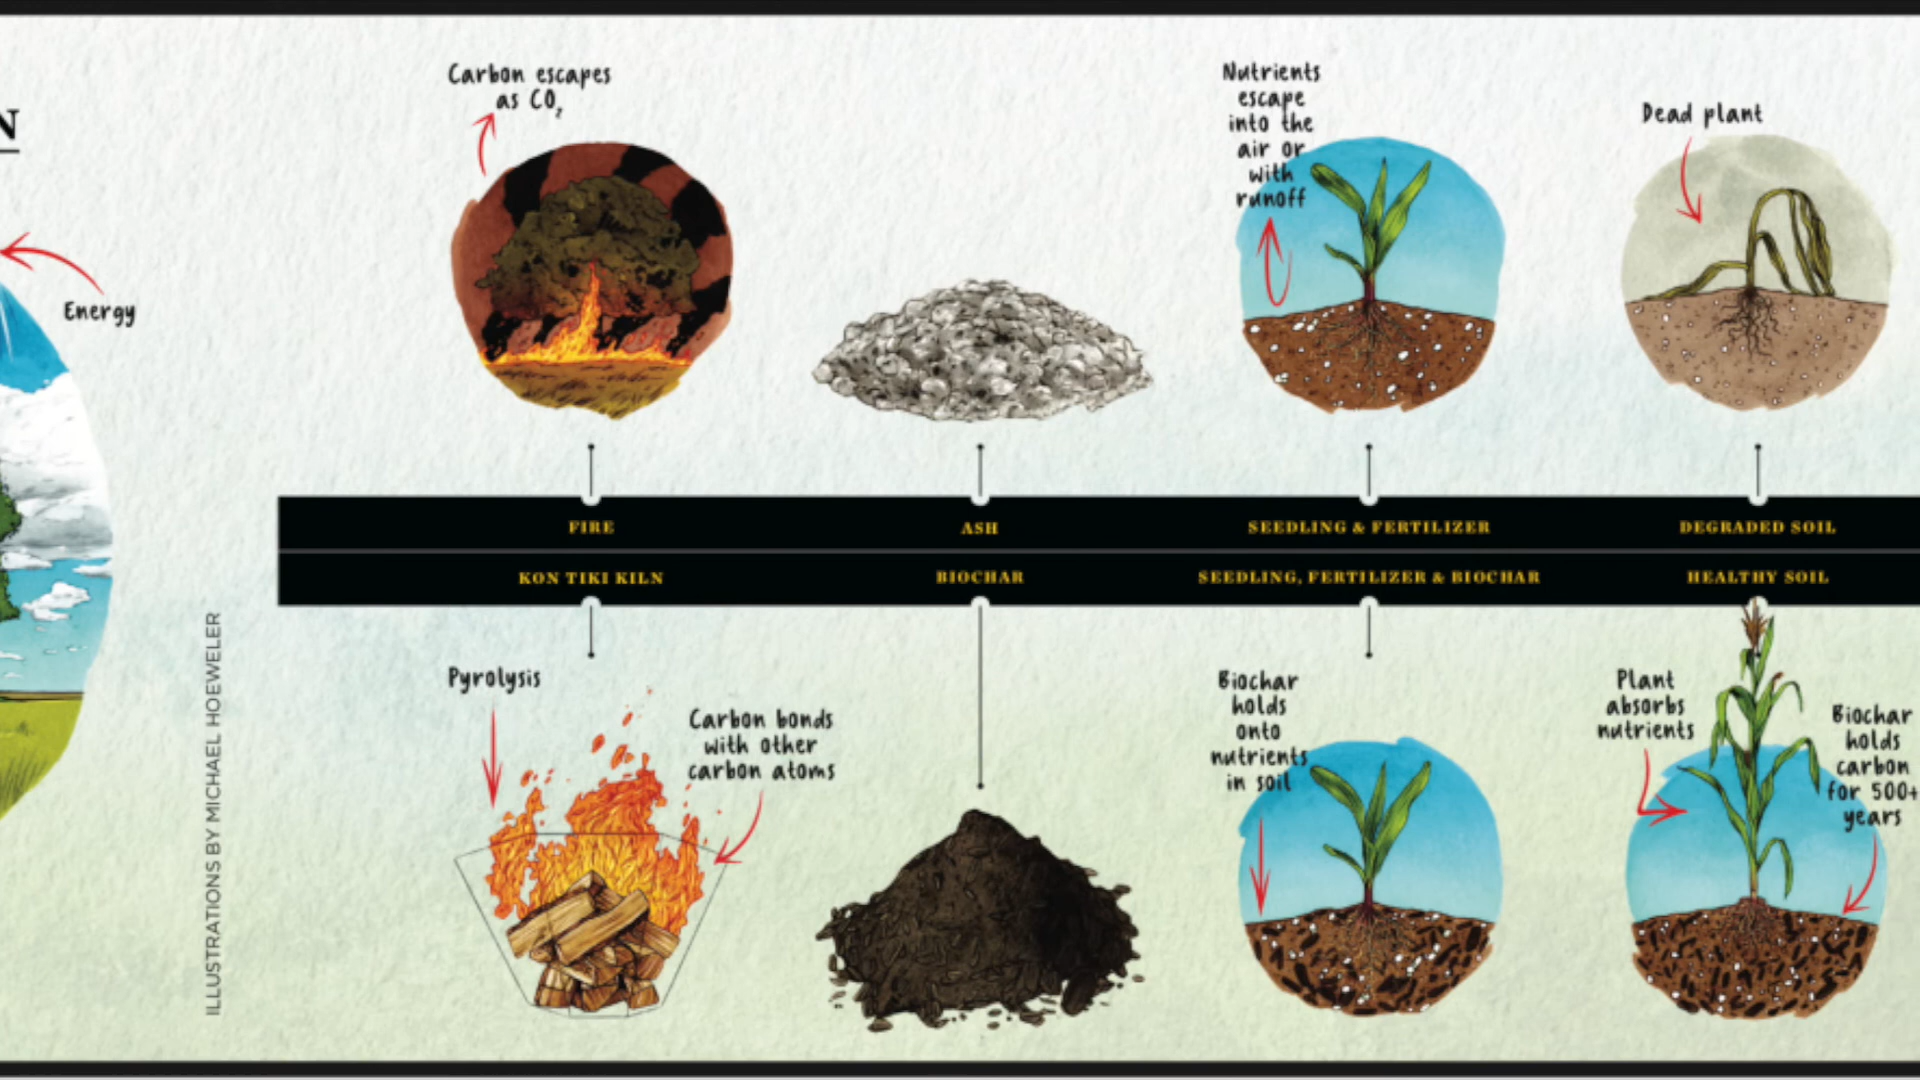 N
Energy
Carbon escapes
as CO₂
Nutrients
escape
into the
air or
with
runoff
Dead plant
FIRE
ASH
SEEDLING & FERTILIZER
DEGRADED SOIL
KON TIKI KILN
BIOCHAR
SEEDLING, FERTILIZER & BIOCHAR
HEALTHY SOIL
Pyrolysis
Carbon bonds
with other
carbon atoms
Biochar
holds
onto
nutrients
in soil
Plant
absorbs
nutrients
Biochar
holds
carbon
for 500+
years
ILLUSTRATIONS BY MICHAEL HOEWELER